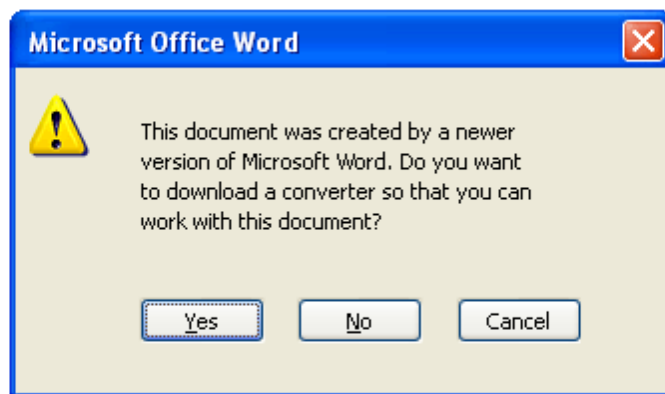 Microsoft Office Word
This document was created by a newer
version of Microsoft Word. Do you want
to download a converter so that you can
work with this document?
Yes No Cancel